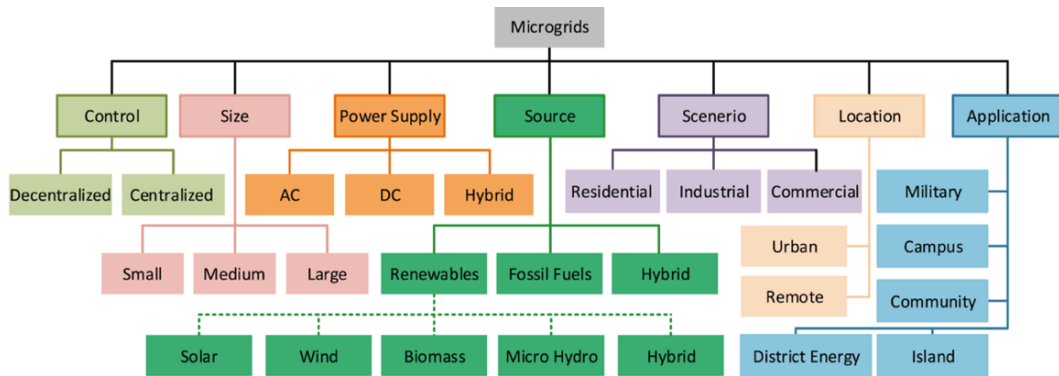 Microgrids
Control
Size
Power Supply
Source
Scenerio
Location
Application
Decentralized
Centralized
AC
DC
Hybrid
Residential
Industrial
Commercial
Military
Small
Medium
Large
Renewables
Fossil Fuels
Hybrid
Urban
Campus
Remote
Community
Solar
Wind
Biomass
Micro Hydro
Hybrid
District Energy
Island